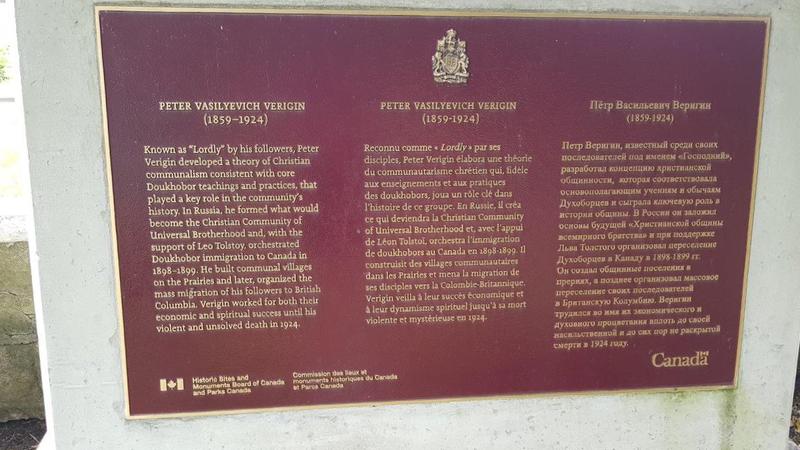 PETER VASILYEVICH VERIGIN
(1859–1924)
Known as “Lordly” by his followers, Peter
Verigin developed a theory of Christian
communalism consistent with core
Doukhobor teachings and practices, that
played a key role in the community's
history. In Russia, he formed what would
become the Christian Community of
Universal Brotherhood and, with the
support of Leo Tolstoy, orchestrated
Doukhobor immigration to Canada in
1898–1899. He built communal villages
on the Prairies and later, organized the
mass migration of his followers to British
Columbia. Verigin worked for both their
economic and spiritual success until his
violent and unsolved death in 1924.
PETER VASILYEVICH VERIGIN
(1859-1924)
Reconnu comme « Lordly » par ses
disciples, Peter Verigin élabora une théorie
du communautarisme chrétien qui, fidèle
aux enseignements et aux pratiques
des doukhobors, joua un rôle clé dans
l'histoire de ce groupe. En Russie, il créa
ce qui deviendra la Christian Community
of Universal Brotherhood et, avec l'appui
de Léon Tolstoï, orchestra l'immigration
de doukhobors au Canada en 1898-1899. Il
construisit des villages communautaires
dans les Prairies et mena la migration de
ses disciples vers la Colombie-Britannique.
Verigin veilla à leur succès économique et
à leur dynamisme spirituel jusqu'à sa mort
violente et mystérieuse en 1924.
Пётр Васильевич Веригин
(1859-1924)
Петр Веригин, известный среди своих
последователей под именем «Господний»,
разработал концепцию христианской
общинности, которая соответствовала
основополагающим учениям и обычаям
Духоборцев и сыграла ключевую роль в
истории общины. В России он заложил
основы будущей «Христианской общины
всемирного братства» и при поддержке
Льва Толстого организовал переселение
Духоборцев в Канаду в 1898-1899 гг.
Он создал общинные поселения в
прериях, а позднее организовал массовое
переселение своих последователей
в Британскую Колумбию. Веригин
трудился во имя их экономического и
духовного процветания вплоть до своей
насильственной и до сих пор не раскрытой
смерти в 1924 году.
Historic Sites and
Monuments Board of Canada
and Parks Canada
Commission des lieux et
monuments historiques du Canada
et Parcs Canada
Canada